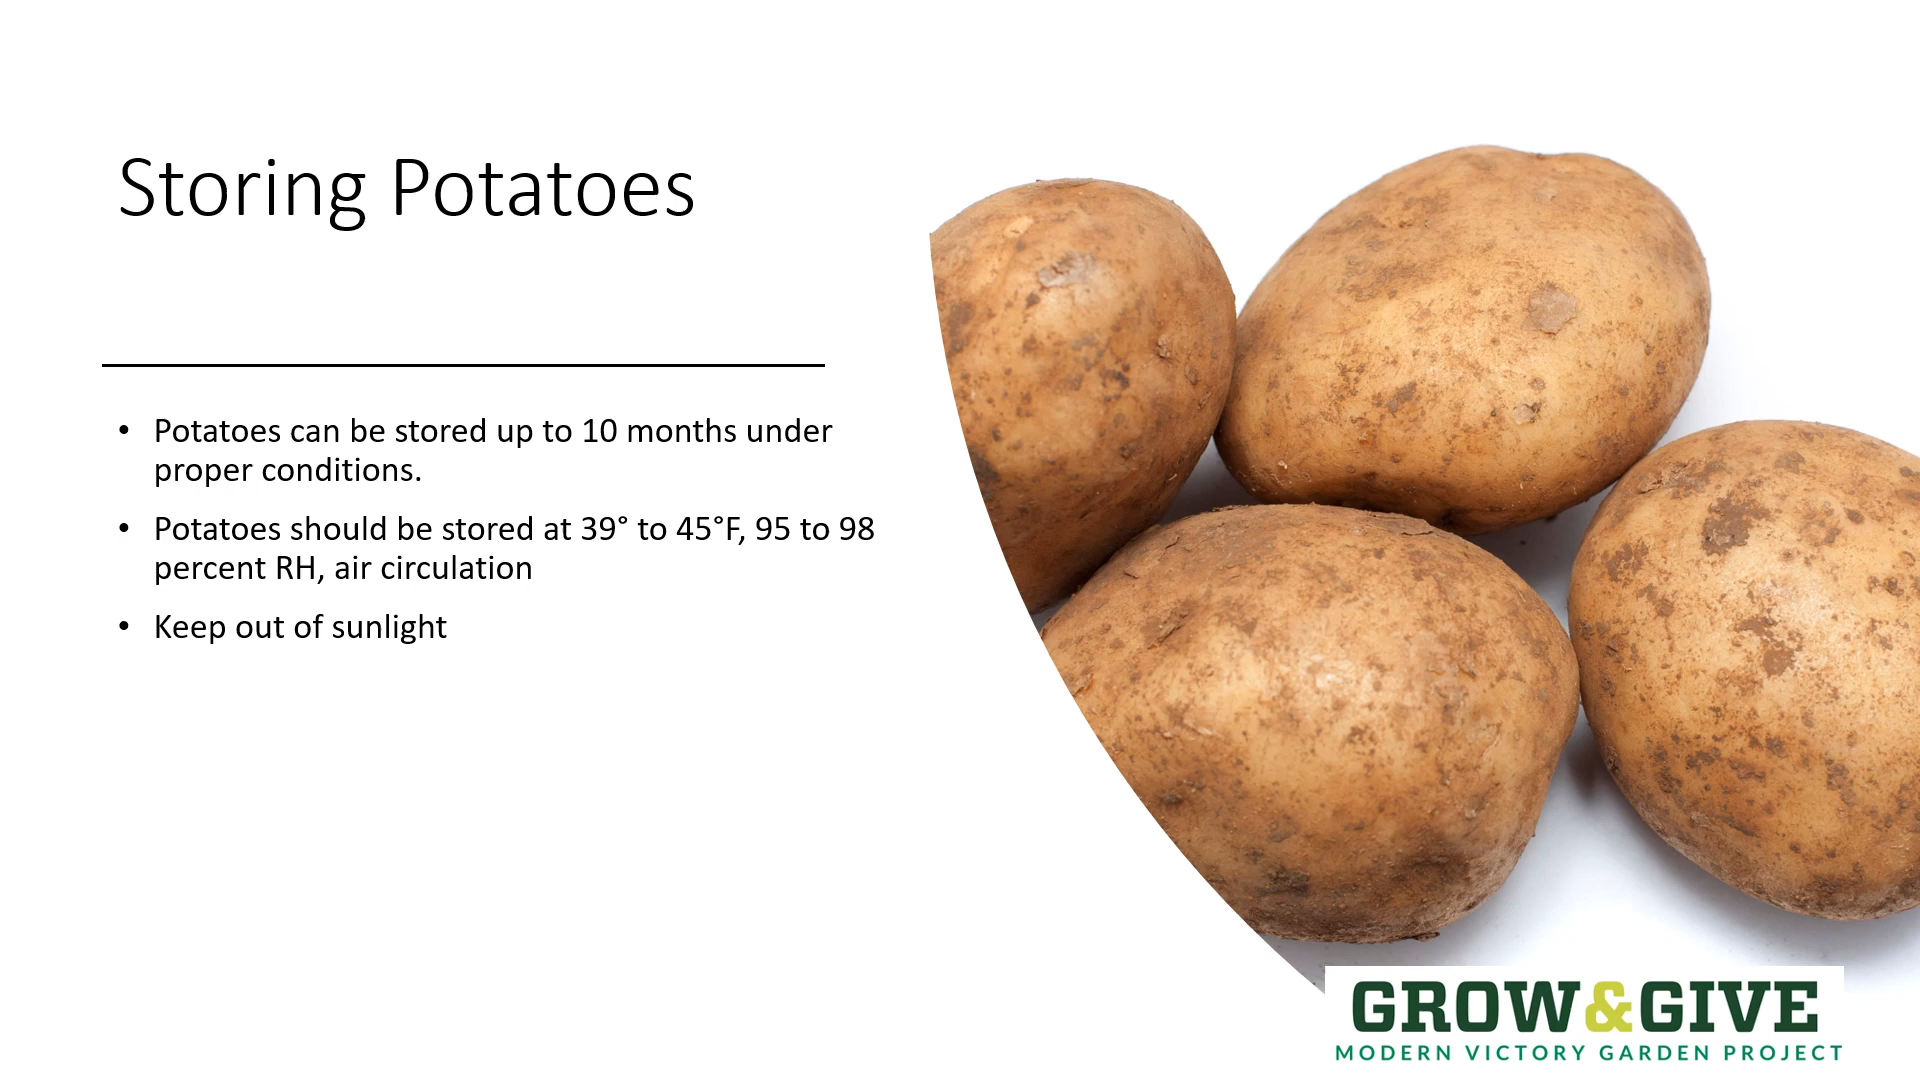 Storing Potatoes
• Potatoes can be stored up to 10 months under
proper conditions.
• Potatoes should be stored at 39° to 45°F, 95 to 98
percent RH, air circulation
• Keep out of sunlight
GROW&GIVE
MODERN VICTORY GARDEN PROJECT